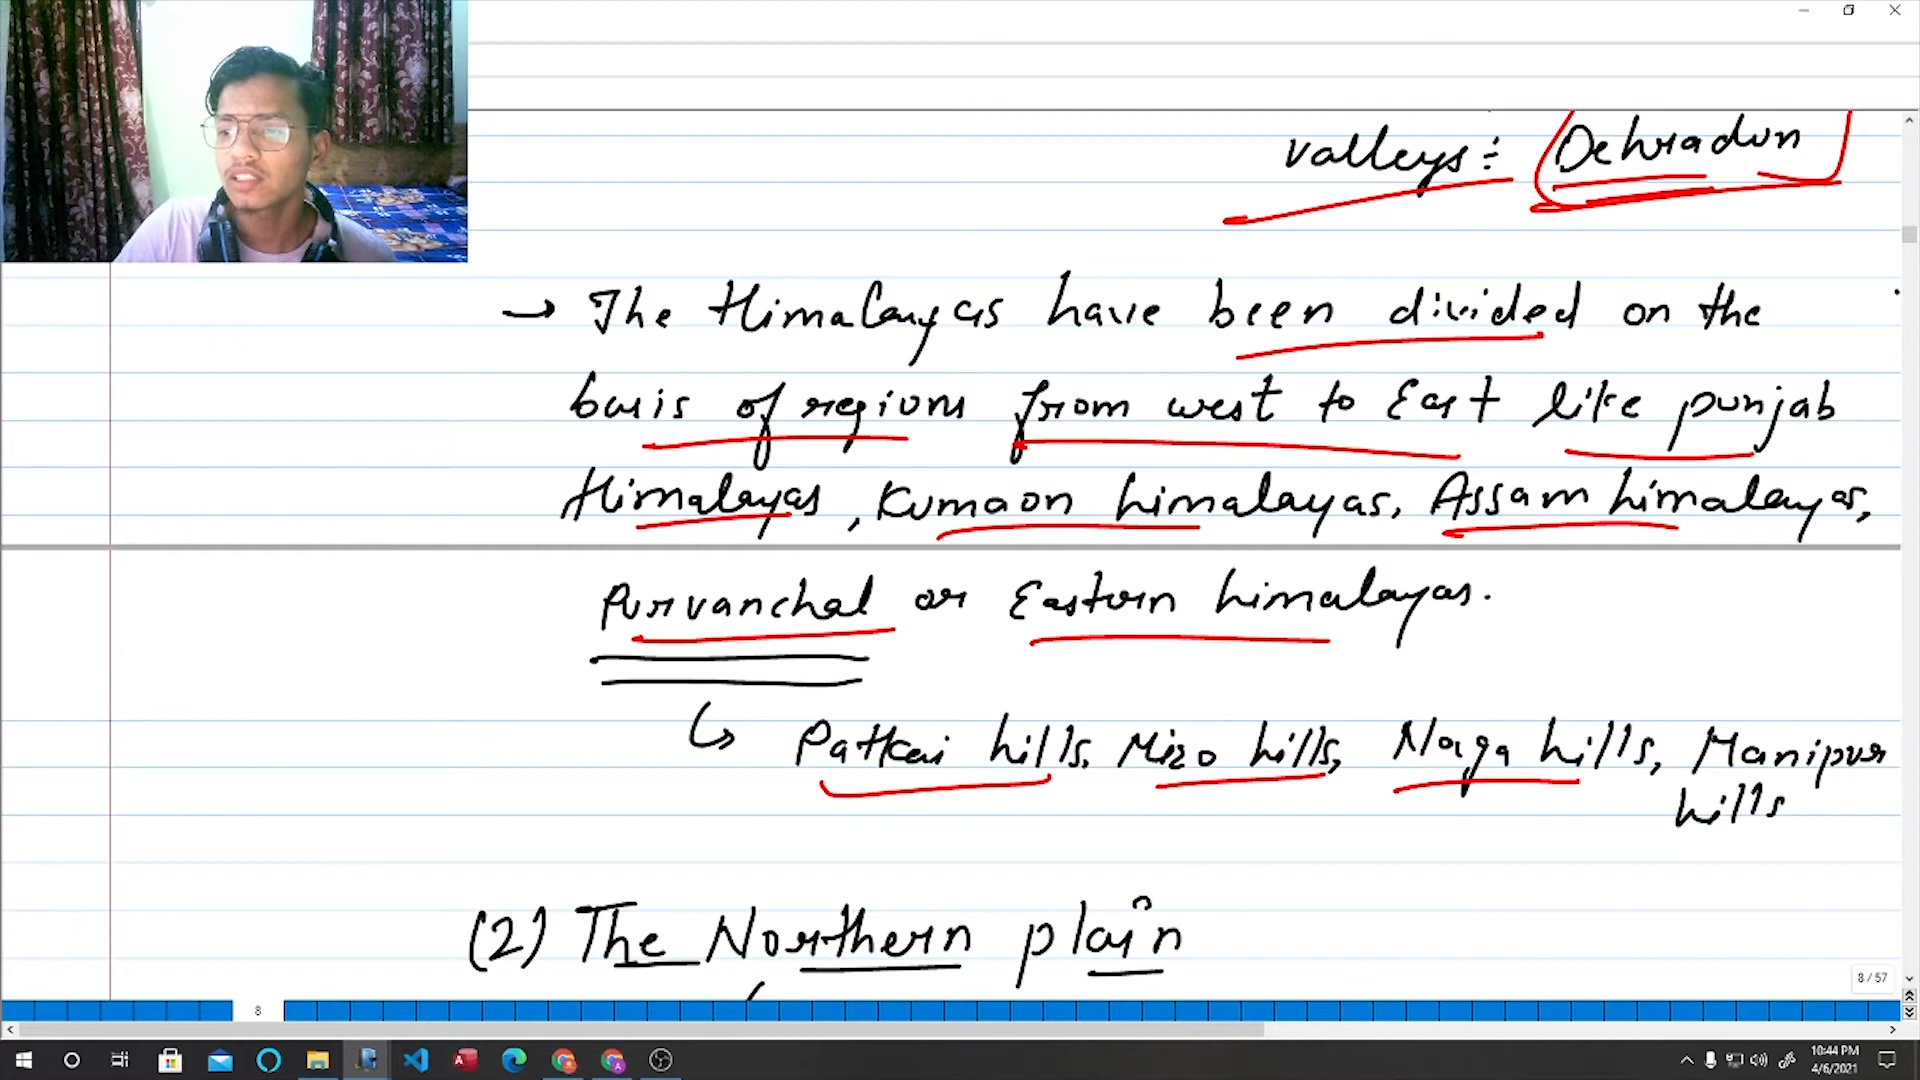 valleys:- Dehradun
→ The Himalayas have been divided on the
basis of regions from west to East like punjab
Himalayas, Kumaon himalayas, Assam himalayas,
Purvanchal or Eastern himalayas.
↳ Patkai hills, Mizo hills, Naga hills, Manipur
hills
(2) The Northern plain
8 / 57
8
10:44 PM
4/6/2021